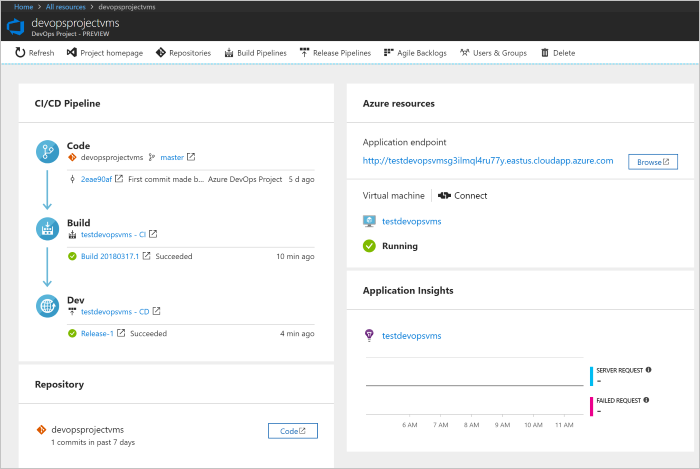 Home > All resources > devopsprojectvms
devopsprojectvms
DevOps Project - PREVIEW
Refresh Project homepage Repositories Build Pipelines Release Pipelines Agile Backlogs Users & Groups Delete
CI/CD Pipeline
Code
devopsprojectvms master
2eae90af First commit made b... Azure DevOps Project 5 d ago
Build
testdevopsvms - CI
Build 20180317.1 Succeeded 10 min ago
Dev
testdevopsvms - CD
Release-1 Succeeded 4 min ago
Repository
devopsprojectvms
1 commits in past 7 days
Code
Azure resources
Application endpoint
http://testdevopsvmsg3ilmql4ru77y.eastus.cloudapp.azure.com
Browse
Virtual machine Connect
testdevopsvms
Running
Application Insights
testdevopsvms
SERVER REQUEST
--
FAILED REQUEST
--
6 AM 7 AM 8 AM 9 AM 10 AM 11 AM